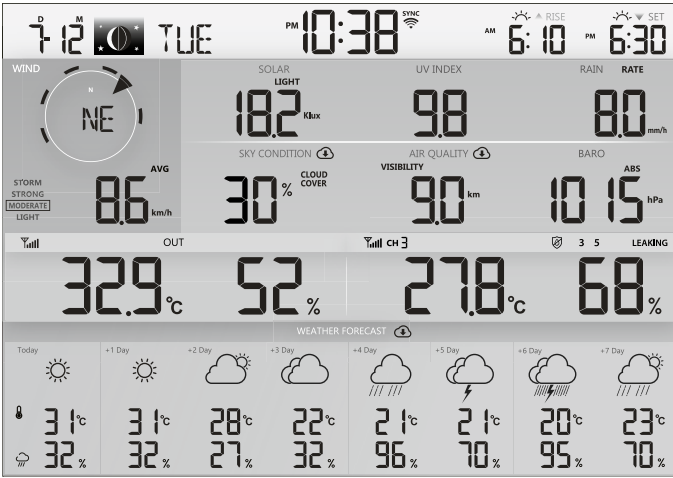 D M SYNC RISE SET
7-12 TUE PM 10:38 AM 6:10 PM 6:30
WIND SOLAR UV INDEX RAIN RATE
LIGHT
N
NE 18.2 Klux 9.8 8.0 mm/h
SKY CONDITION AIR QUALITY BARO
AVG CLOUD COVER VISIBILITY ABS
STORM
STRONG
MODERATE
LIGHT
8.6 km/h 30 % 9.0 km 1015 hPa
OUT CH 3 3 5 LEAKING
32.9 °C 52 % 27.8 °C 68 %
WEATHER FORECAST
Today +1 Day +2 Day +3 Day +4 Day +5 Day +6 Day +7 Day
31 °C 31 °C 28 °C 22 °C 21 °C 21 °C 20 °C 23 °C
32 % 32 % 27 % 32 % 96 % 70 % 95 % 70 %